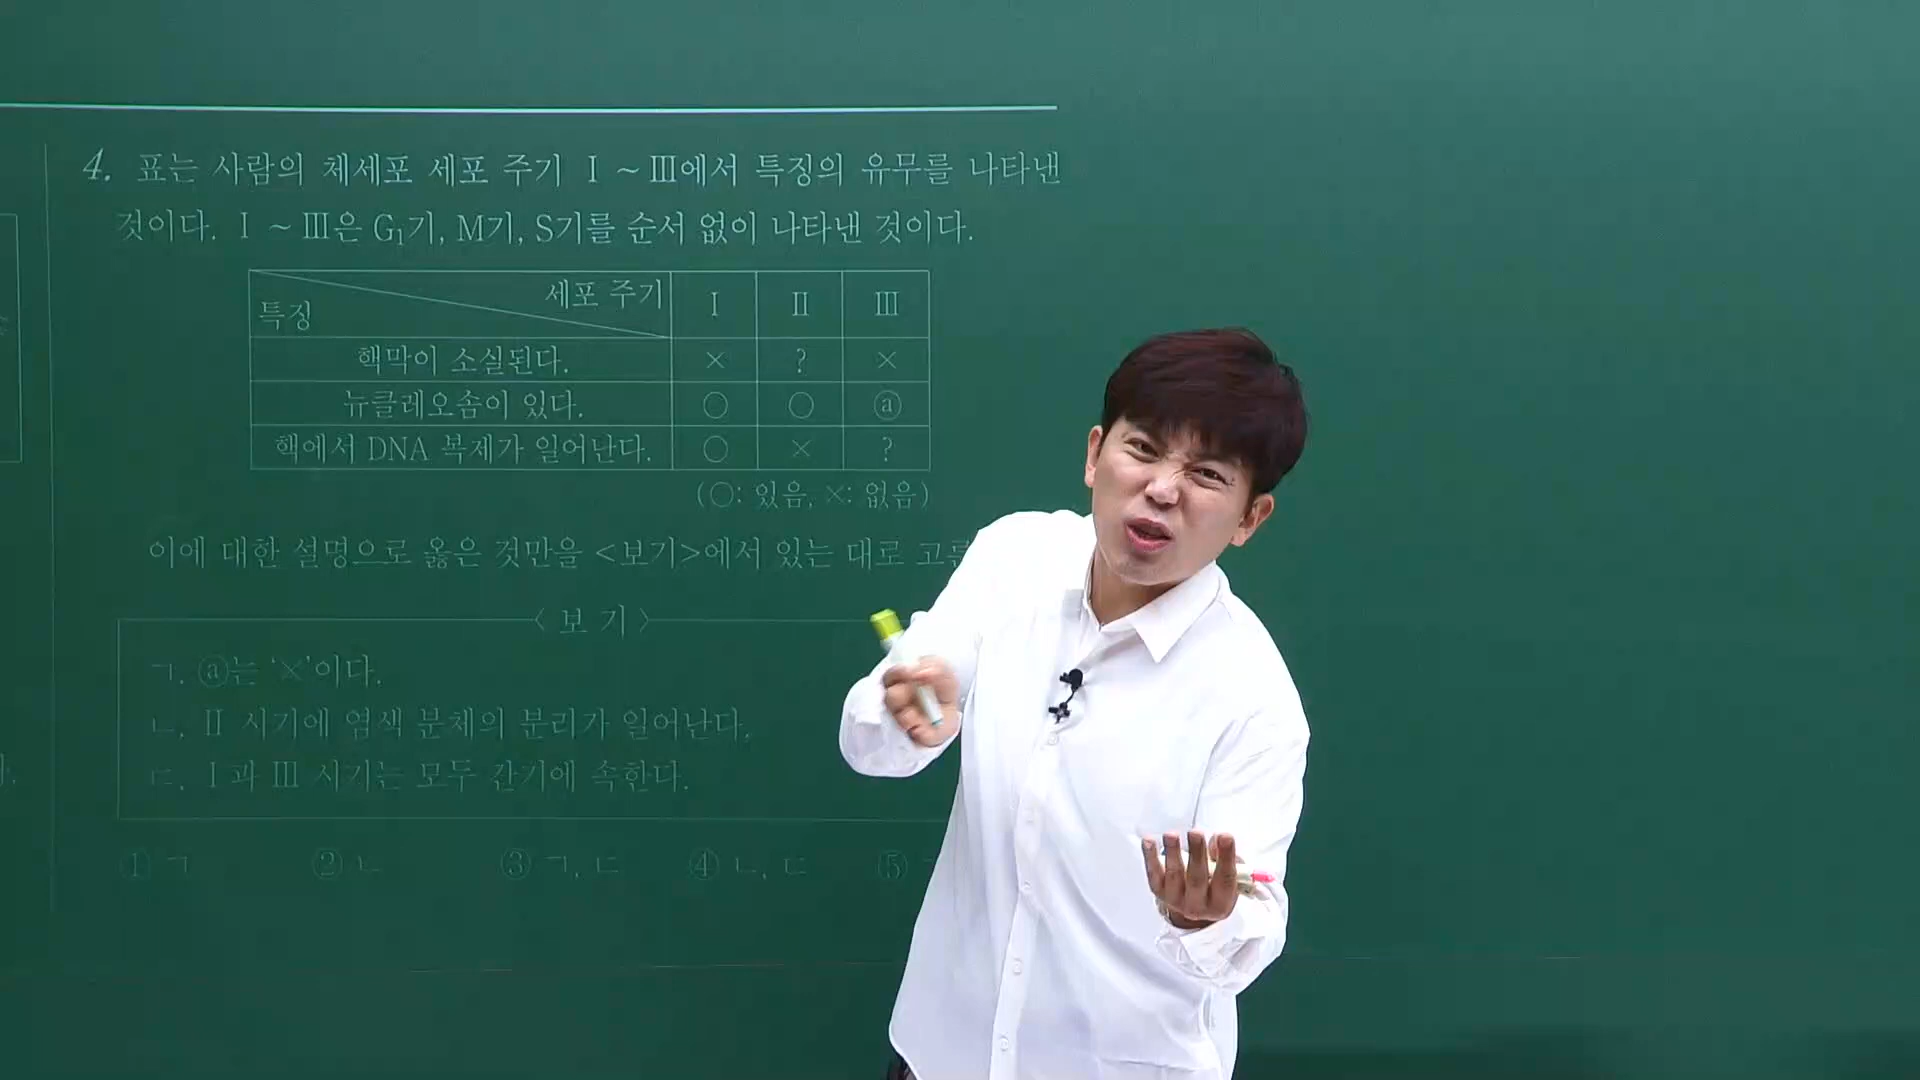 4. 표는 사람의 체세포 세포 주기 Ⅰ~Ⅲ에서 특징의 유무를 나타낸
것이다. Ⅰ~Ⅲ은 G₁기, M기, S기를 순서 없이 나타낸 것이다.
세포 주기
특징
Ⅰ Ⅱ Ⅲ
핵막이 소실된다. × ? ×
뉴클레오솜이 있다. ○ ○ ⓐ
핵에서 DNA 복제가 일어난다. ○ × ?
(○: 있음, ×: 없음)
이에 대한 설명으로 옳은 것만을 <보기>에서 있는 대로
〈보 기〉
ㄱ. ⓐ는 ‘×’이다.
ㄴ. Ⅱ 시기에 염색 분체의 분리가 일어난다.
ㄷ. Ⅰ과 Ⅲ 시기는 모두 간기에 속한다.
① ㄱ ② ㄴ ③ ㄱ, ㄷ ④ ㄴ, ㄷ ⑤